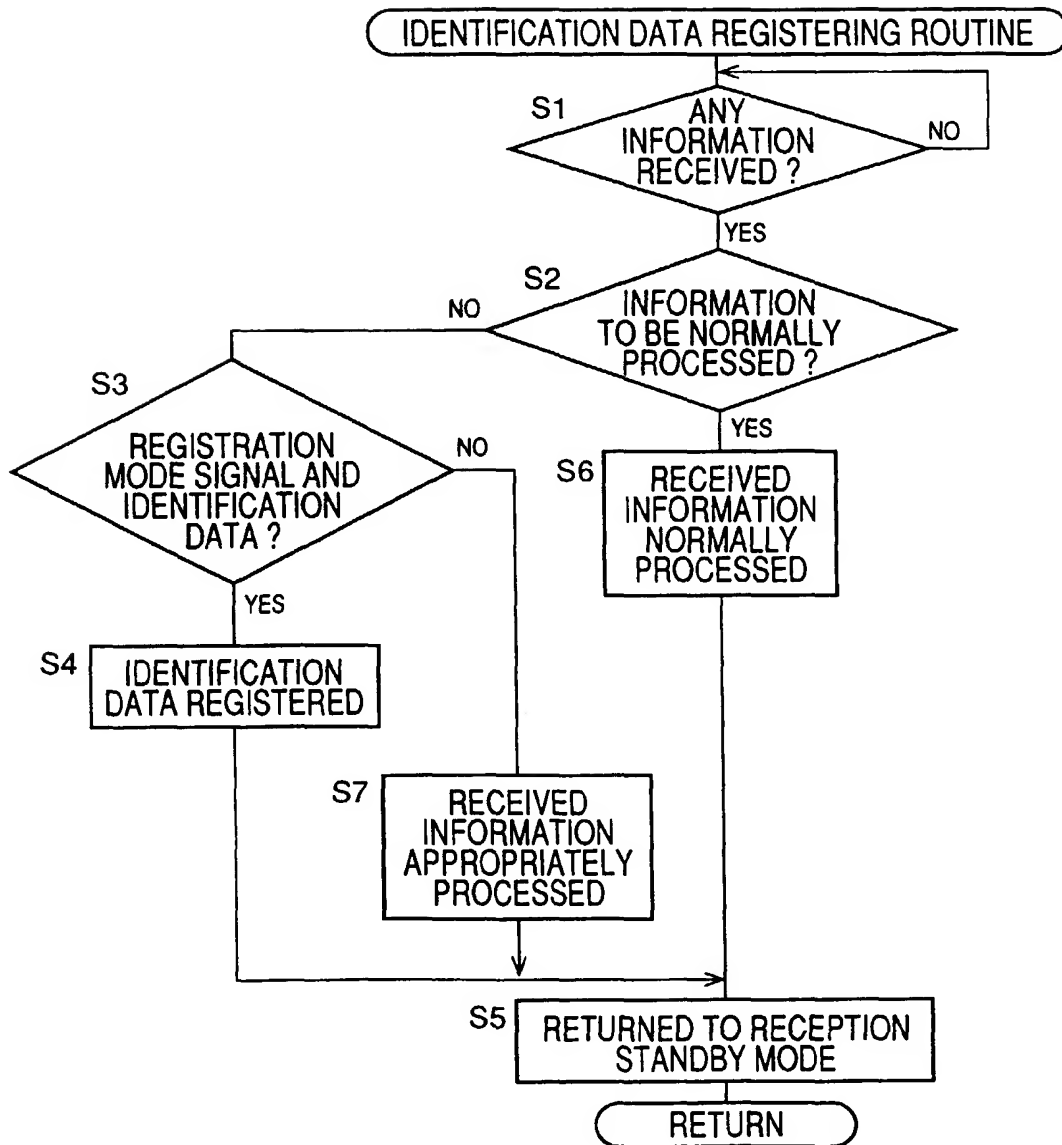 IDENTIFICATION DATA REGISTERING ROUTINE
S1
ANY
INFORMATION
RECEIVED ?
NO
YES
S2
INFORMATION
TO BE NORMALLY
PROCESSED ?
NO
YES
S3
REGISTRATION
MODE SIGNAL AND
IDENTIFICATION
DATA ?
NO
YES
S6
RECEIVED
INFORMATION
NORMALLY
PROCESSED
S4
IDENTIFICATION
DATA REGISTERED
S7
RECEIVED
INFORMATION
APPROPRIATELY
PROCESSED
S5
RETURNED TO RECEPTION
STANDBY MODE
RETURN